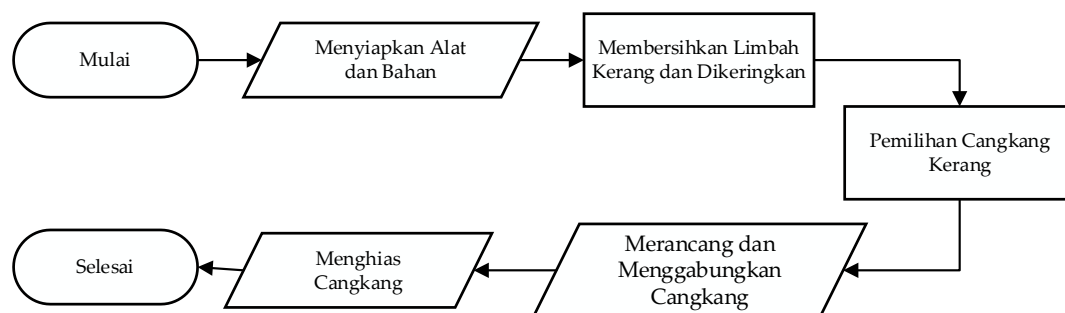 Mulai
Menyiapkan Alat
dan Bahan
Membersihkan Limbah
Kerang dan Dikeringkan
Pemilihan Cangkang
Kerang
Merancang dan
Menggabungkan
Cangkang
Menghias
Cangkang
Selesai